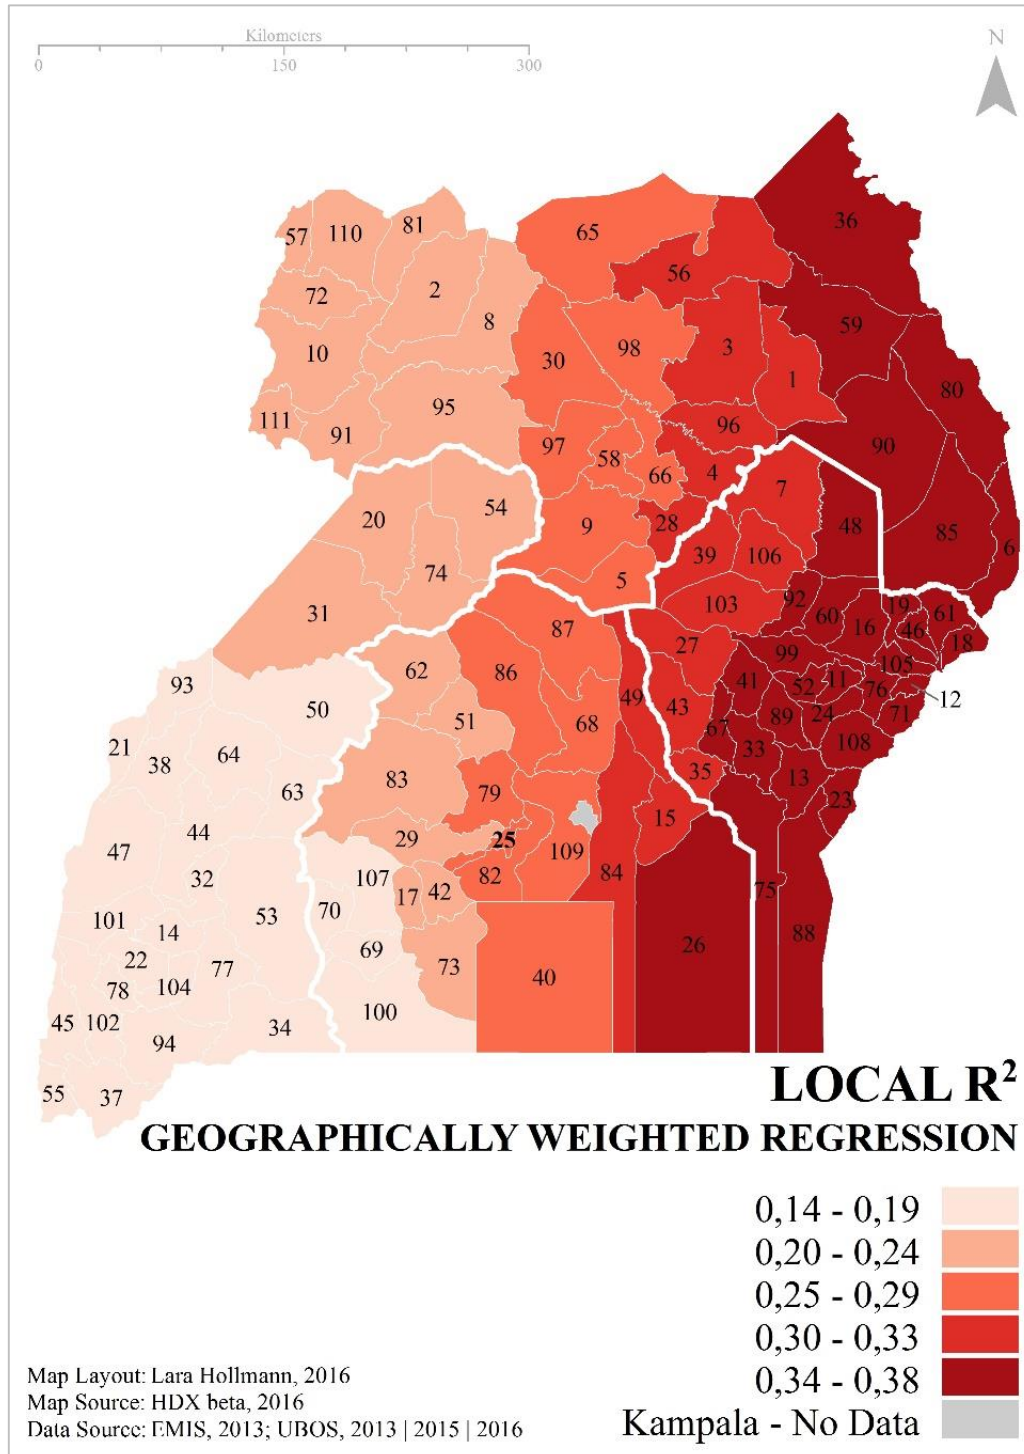 Kilometers
N
0 150 300
36
81
57 110
65
56
72 2
8 59
10 98 3
30 1 80
95
111 91 96 90
97 58
66 4
54 7
20 9 28 48 85
39 106 6
74 5
31 103 92 19 61
60 16 46
87 27 18
99 105
62 86 41 52 11 76
93 50 49 43 12
51 68 89 24 71
21 64 67
38 33 108
83 35
63 79 13
15 23
44 29 25
47 109
32 107 82 84
42 75
17
101 70
53 88
14 26
69
22 77 73
78 104 40
100
45 102 34
94
55 37
LOCAL R²
GEOGRAPHICALLY WEIGHTED REGRESSION
0,14 - 0,19
0,20 - 0,24
0,25 - 0,29
0,30 - 0,33
0,34 - 0,38
Kampala - No Data
Map Layout: Lara Hollmann, 2016
Map Source: HDX beta, 2016
Data Source: EMIS, 2013; UBOS, 2013 | 2015 | 2016